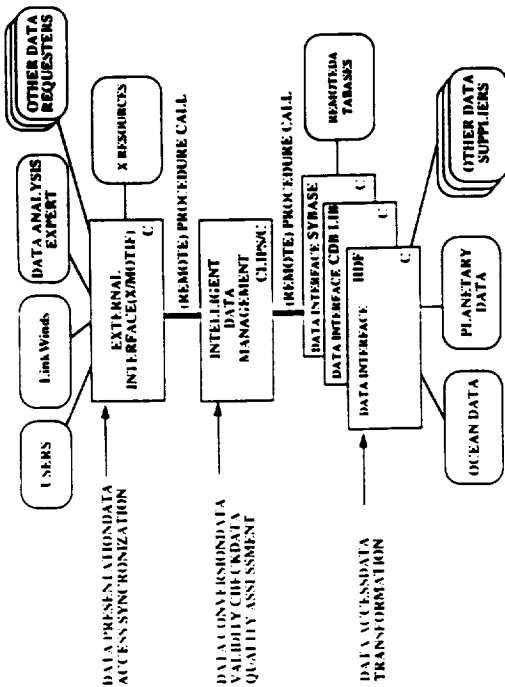 USERS
LinkWinds
DATA ANALYSIS
EXPERT
OTHER DATA
REQUESTERS
DATA PRESENTATIONDATA
ACCESS SYNCRONIZATION
EXTERNAL
INTERFACE(X/MOTIF)
C
X RESOURCES
(REMOTE) PROCEDURE CALL
DATA CONVERSIONDATA
VALIDITY CHECKDATA
QUALITY ASSESSMENT
INTELLIGENT
DATA
MANAGEMENT
CLIPS/C
(REMOTE) PROCEDURE CALL
DATA ACCESSDATA
TRANSFORMATION
DATA INTERFACE SYBASE
C
DATA INTERFACE CDB LIB
C
DATA INTERFACE HDF
C
REMOTEDA
TABASES
OCEAN DATA
PLANETARY
DATA
OTHER DATA
SUPPLIERS